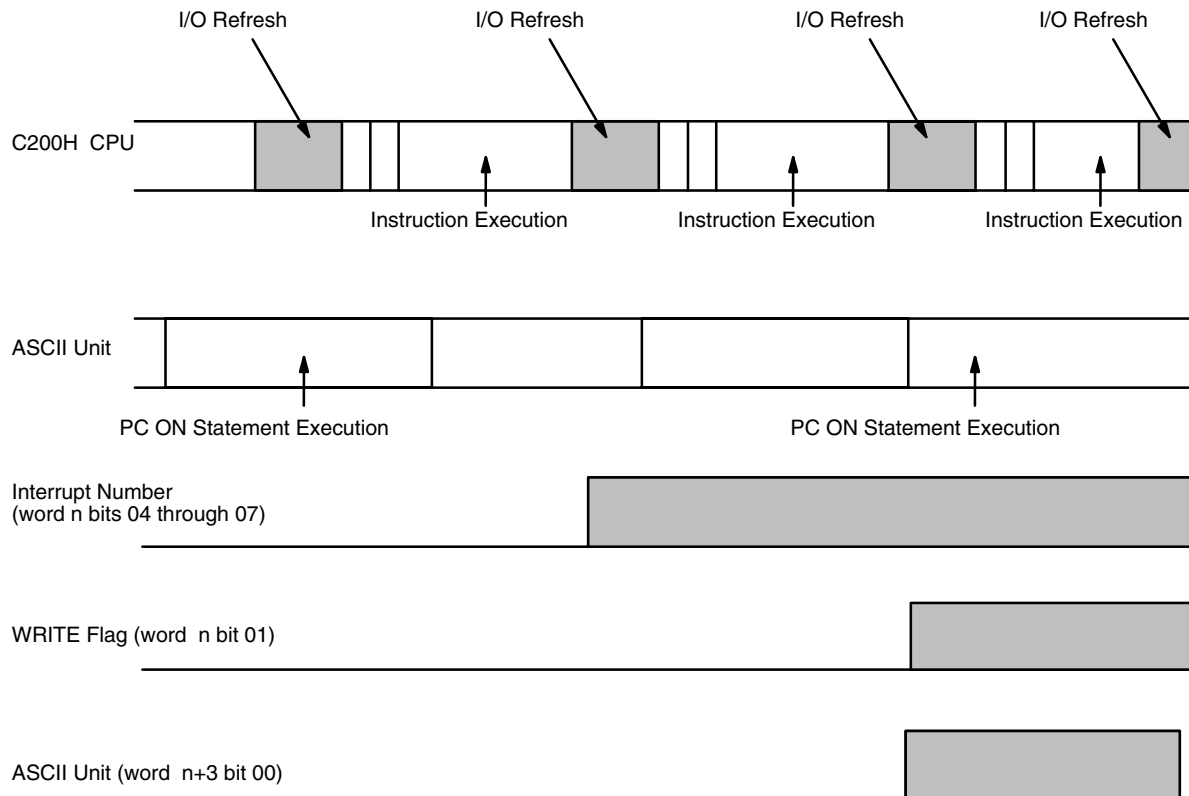 I/O Refresh
I/O Refresh
I/O Refresh
I/O Refresh
C200H CPU
Instruction Execution
Instruction Execution
Instruction Execution
ASCII Unit
PC ON Statement Execution
PC ON Statement Execution
Interrupt Number
(word n bits 04 through 07)
WRITE Flag (word n bit 01)
ASCII Unit (word n+3 bit 00)